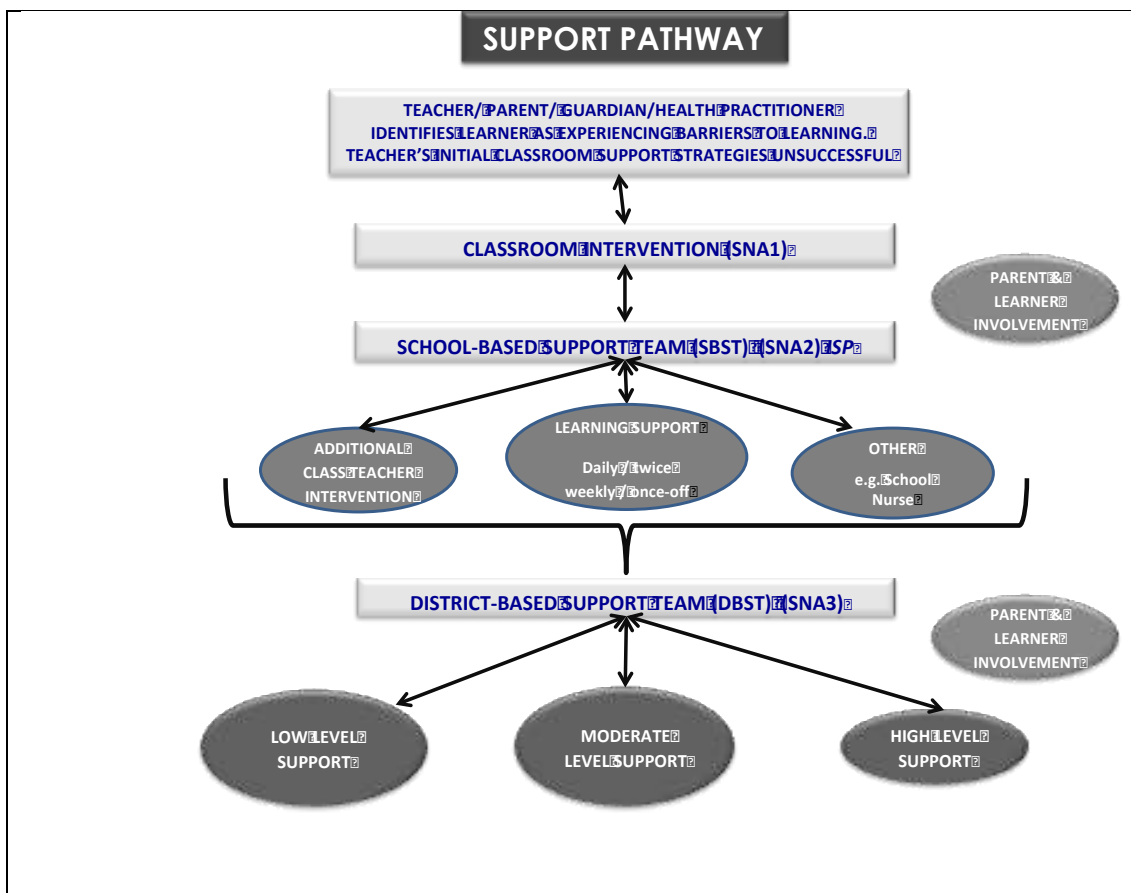 SUPPORT PATHWAY
TEACHER/ PARENT/ GUARDIAN/HEALTH PRACTITIONER
IDENTIFIES LEARNER AS EXPERIENCING BARRIERS TO LEARNING.
TEACHER'S INITIAL CLASSROOM SUPPORT STRATEGIES UNSUCCESSFUL
CLASSROOM INTERVENTION (SNA1)
PARENT &
LEARNER
INVOLVEMENT
SCHOOL-BASED SUPPORT TEAM (SBST) (SNA2) ISP
ADDITIONAL
CLASS TEACHER
INTERVENTION
LEARNING SUPPORT
Daily / twice
weekly / once-off
OTHER
e.g. School
Nurse
DISTRICT-BASED SUPPORT TEAM (DBST) (SNA3)
PARENT &
LEARNER
INVOLVEMENT
LOW LEVEL
SUPPORT
MODERATE
LEVEL SUPPORT
HIGH LEVEL
SUPPORT